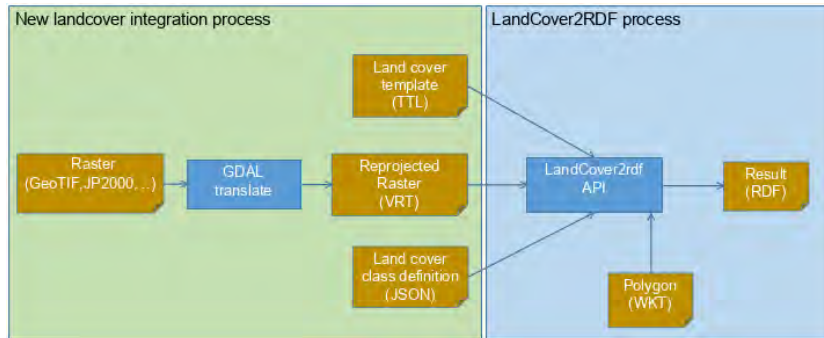 New landcover integration process
LandCover2RDF process
Land cover
template
(TTL)
Raster
(GeoTIF,JP2000,…)
GDAL
translate
Reprojected
Raster
(VRT)
LandCover2rdf
API
Result
(RDF)
Land cover
class definition
(JSON)
Polygon
(WKT)